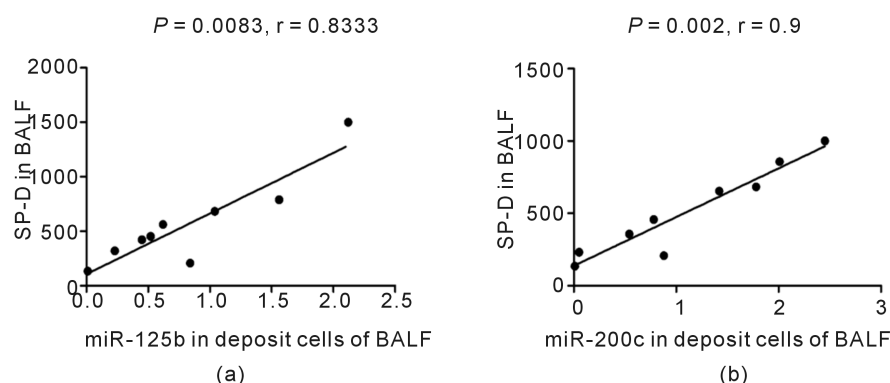 P = 0.0083, r = 0.8333
2000
1500
1000
500
0
SP-D in BALF
0.0 0.5 1.0 1.5 2.0 2.5
miR-125b in deposit cells of BALF
(a)
P = 0.002, r = 0.9
1500
1000
500
0
SP-D in BALF
0 1 2 3
miR-200c in deposit cells of BALF
(b)